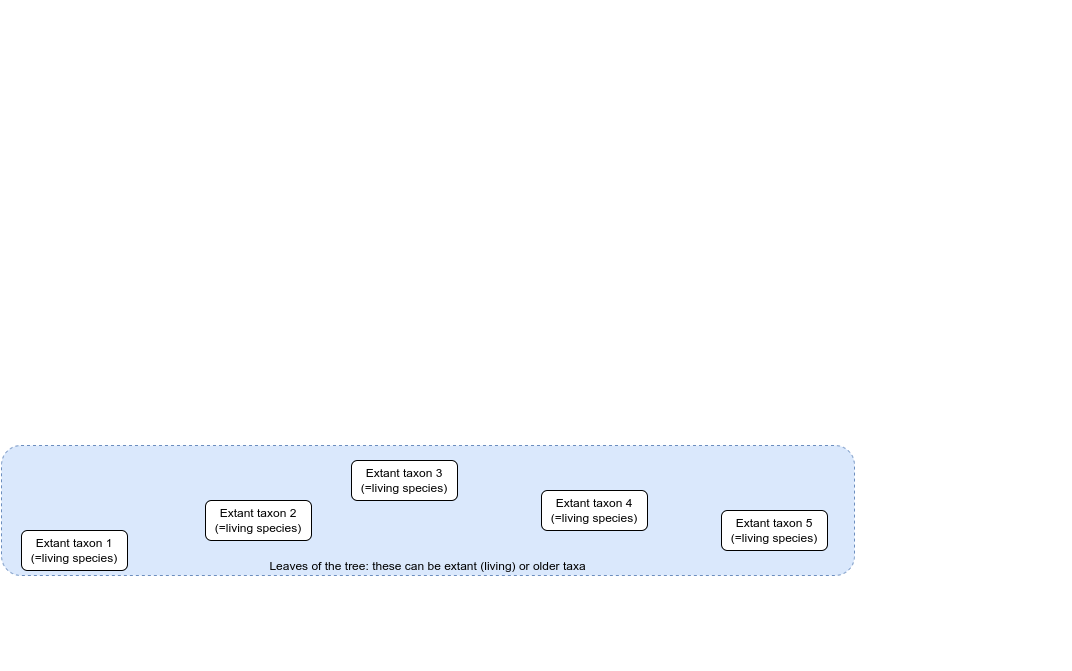 Extant taxon 1
(=living species)
Extant taxon 2
(=living species)
Extant taxon 3
(=living species)
Extant taxon 4
(=living species)
Extant taxon 5
(=living species)
Leaves of the tree: these can be extant (living) or older taxa